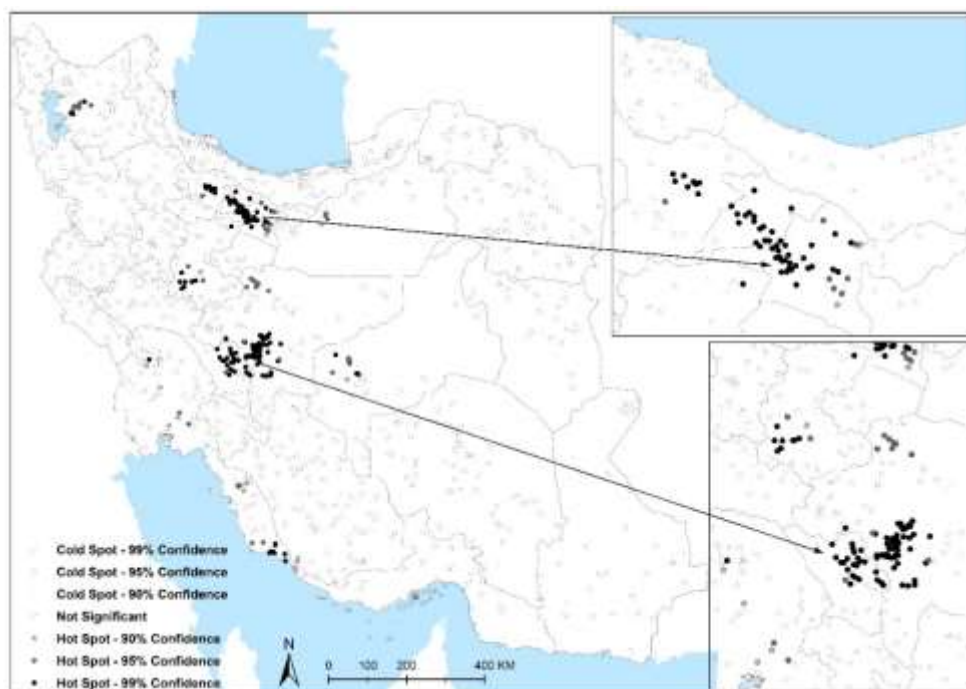 Cold Spot - 99% Confidence
Cold Spot - 95% Confidence
Cold Spot - 90% Confidence
Not Significant
Hot Spot - 90% Confidence
Hot Spot - 95% Confidence
Hot Spot - 99% Confidence
N
0 100 200 400 KM